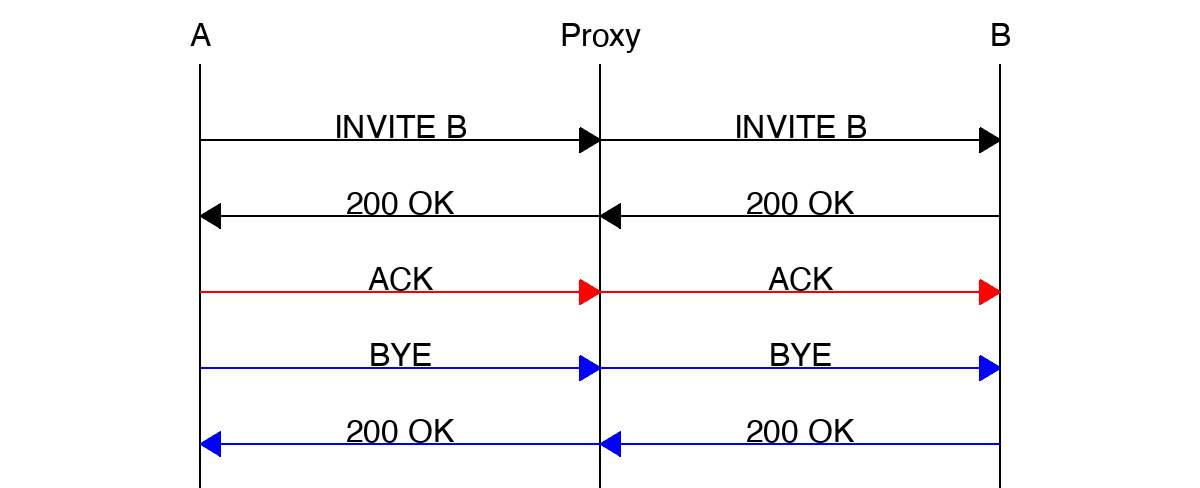 A Proxy B
INVITE B INVITE B
200 OK 200 OK
ACK ACK
BYE BYE
200 OK 200 OK